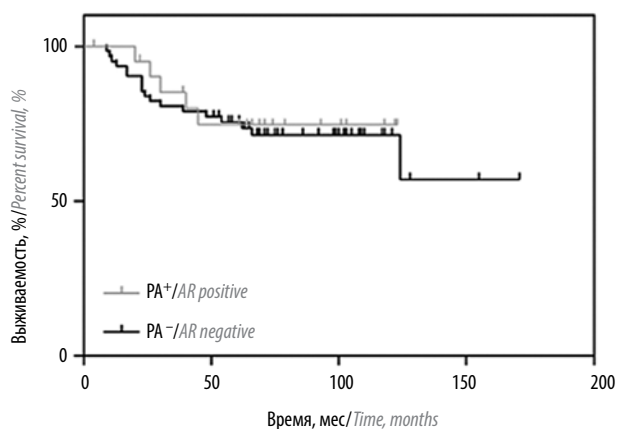 Выживаемость, %/Percent survival, %
100
50
0
PA+/AR positive
PA−/AR negative
0 50 100 150 200
Время, мес/Time, months